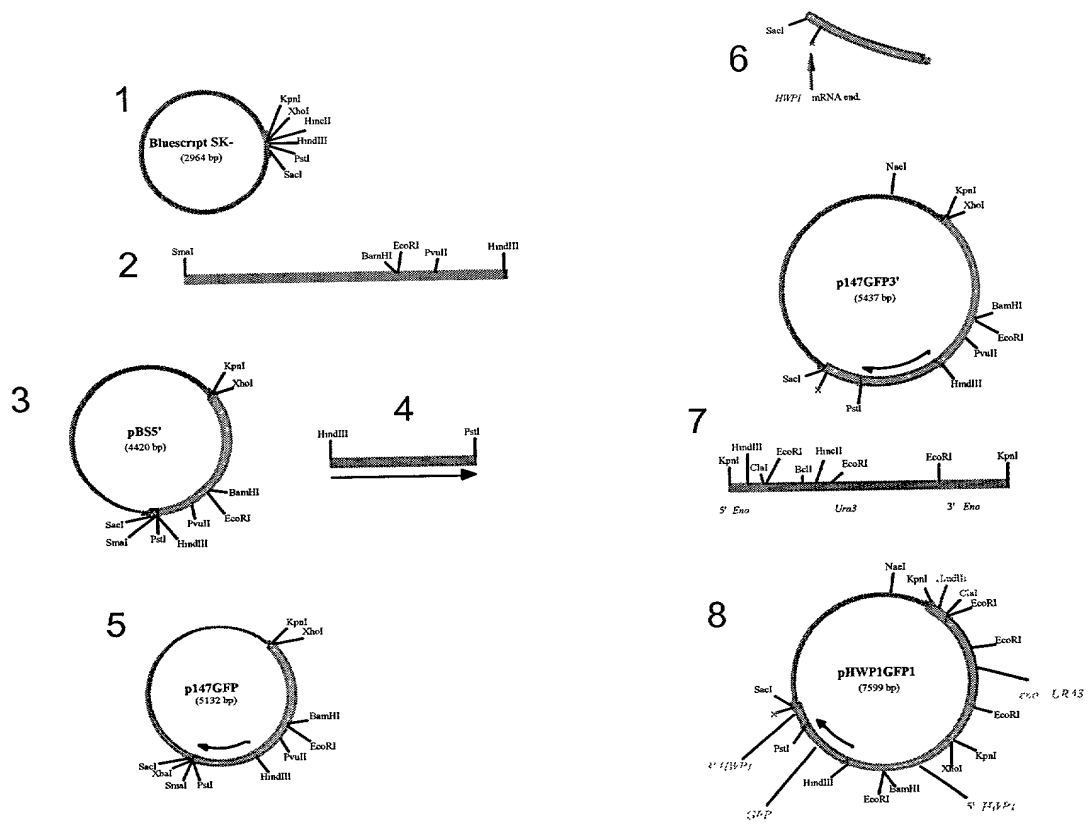 1
KpnI
XhoI
HincII
HindIII
PstI
SacI
Bluescript SK-
(2964 bp)
2
SmaI
BamHI
EcoRI
PvuII
HindIII
3
KpnI
XhoI
pBS5'
(4420 bp)
BamHI
EcoRI
PvuII
HindIII
PstI
SmaI
SacI
4
HindIII
PstI
5
KpnI
XhoI
p147GFP
(5132 bp)
BamHI
EcoRI
PvuII
HindIII
PstI
SmaI
XbaI
SacI
6
SacI
x
HWP1 mRNA end.
NaeI
KpnI
XhoI
p147GFP3'
(5437 bp)
BamHI
EcoRI
PvuII
HindIII
PstI
x
SacI
7
KpnI
HindIII
ClaI
EcoRI
BclI
HincII
EcoRI
EcoRI
KpnI
5' Eno
Ura3
3' Eno
8
NaeI
KpnI
HindIII
ClaI
EcoRI
EcoRI
URA3
EcoRI
KpnI
XhoI
5' HWP1
BamHI
EcoRI
HindIII
GFP
PstI
3' HWP1
x
SacI
pHWP1GFP1
(7599 bp)